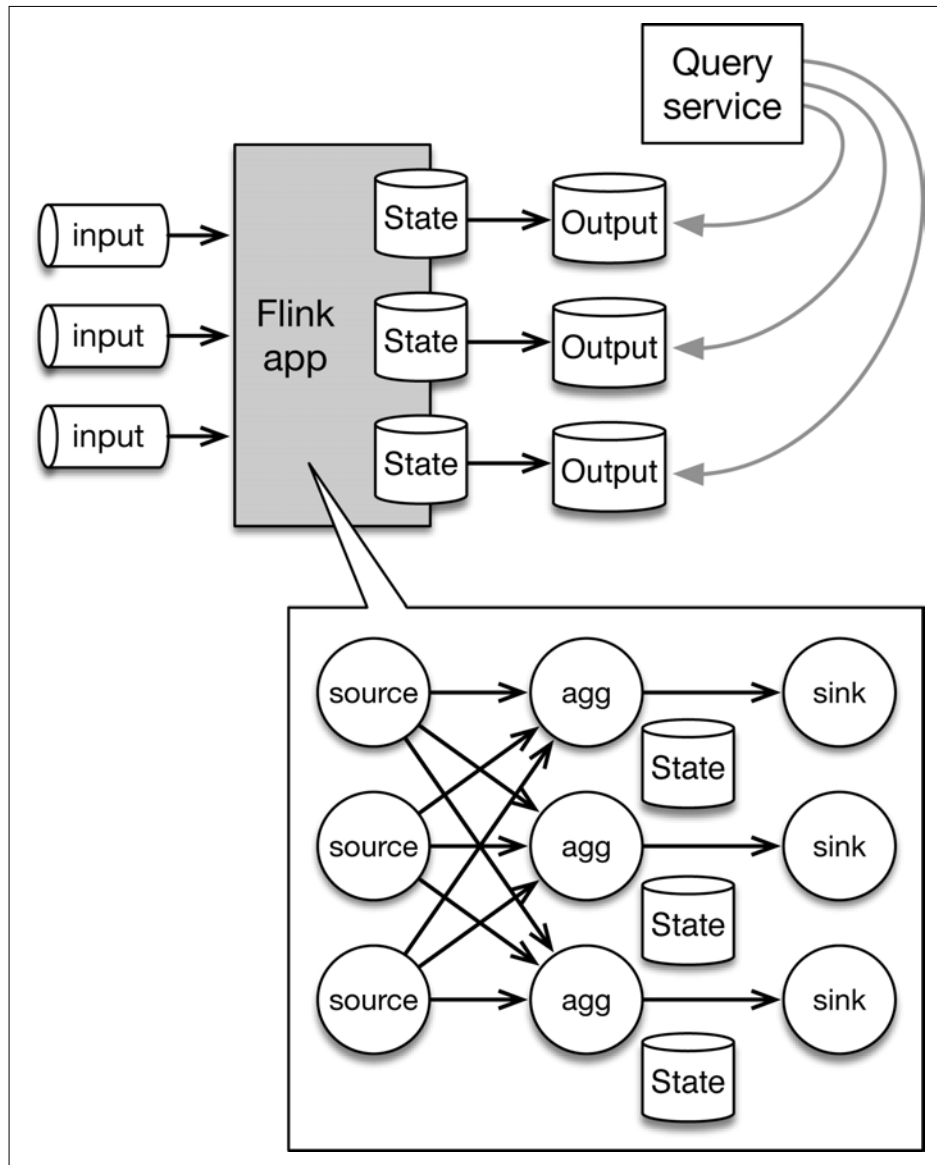 Query
service
input
State
Output
input
Flink
app
State
Output
input
State
Output
source
agg
sink
State
source
agg
sink
State
source
agg
sink
State